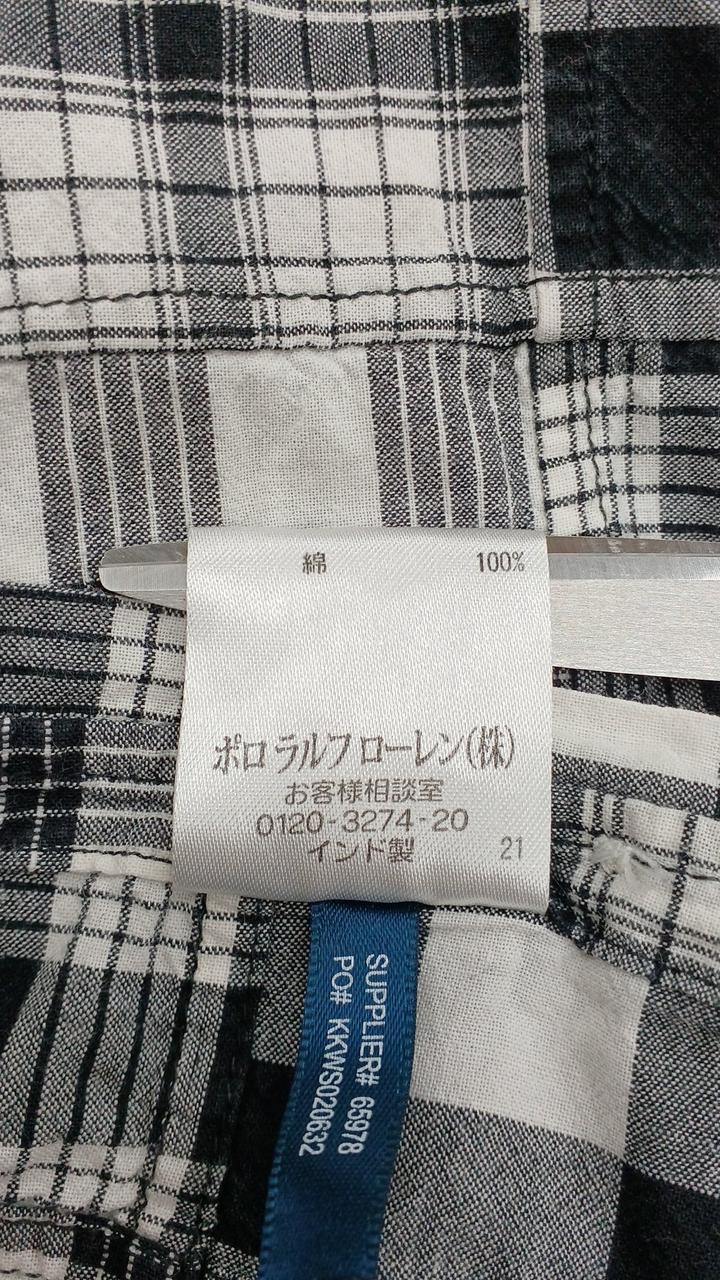 綿 100%
ポロ ラルフ ローレン(株)
お客様相談室
0120-3274-20
インド製 21
SUPPLIER# 65978
PO# KKWS020632